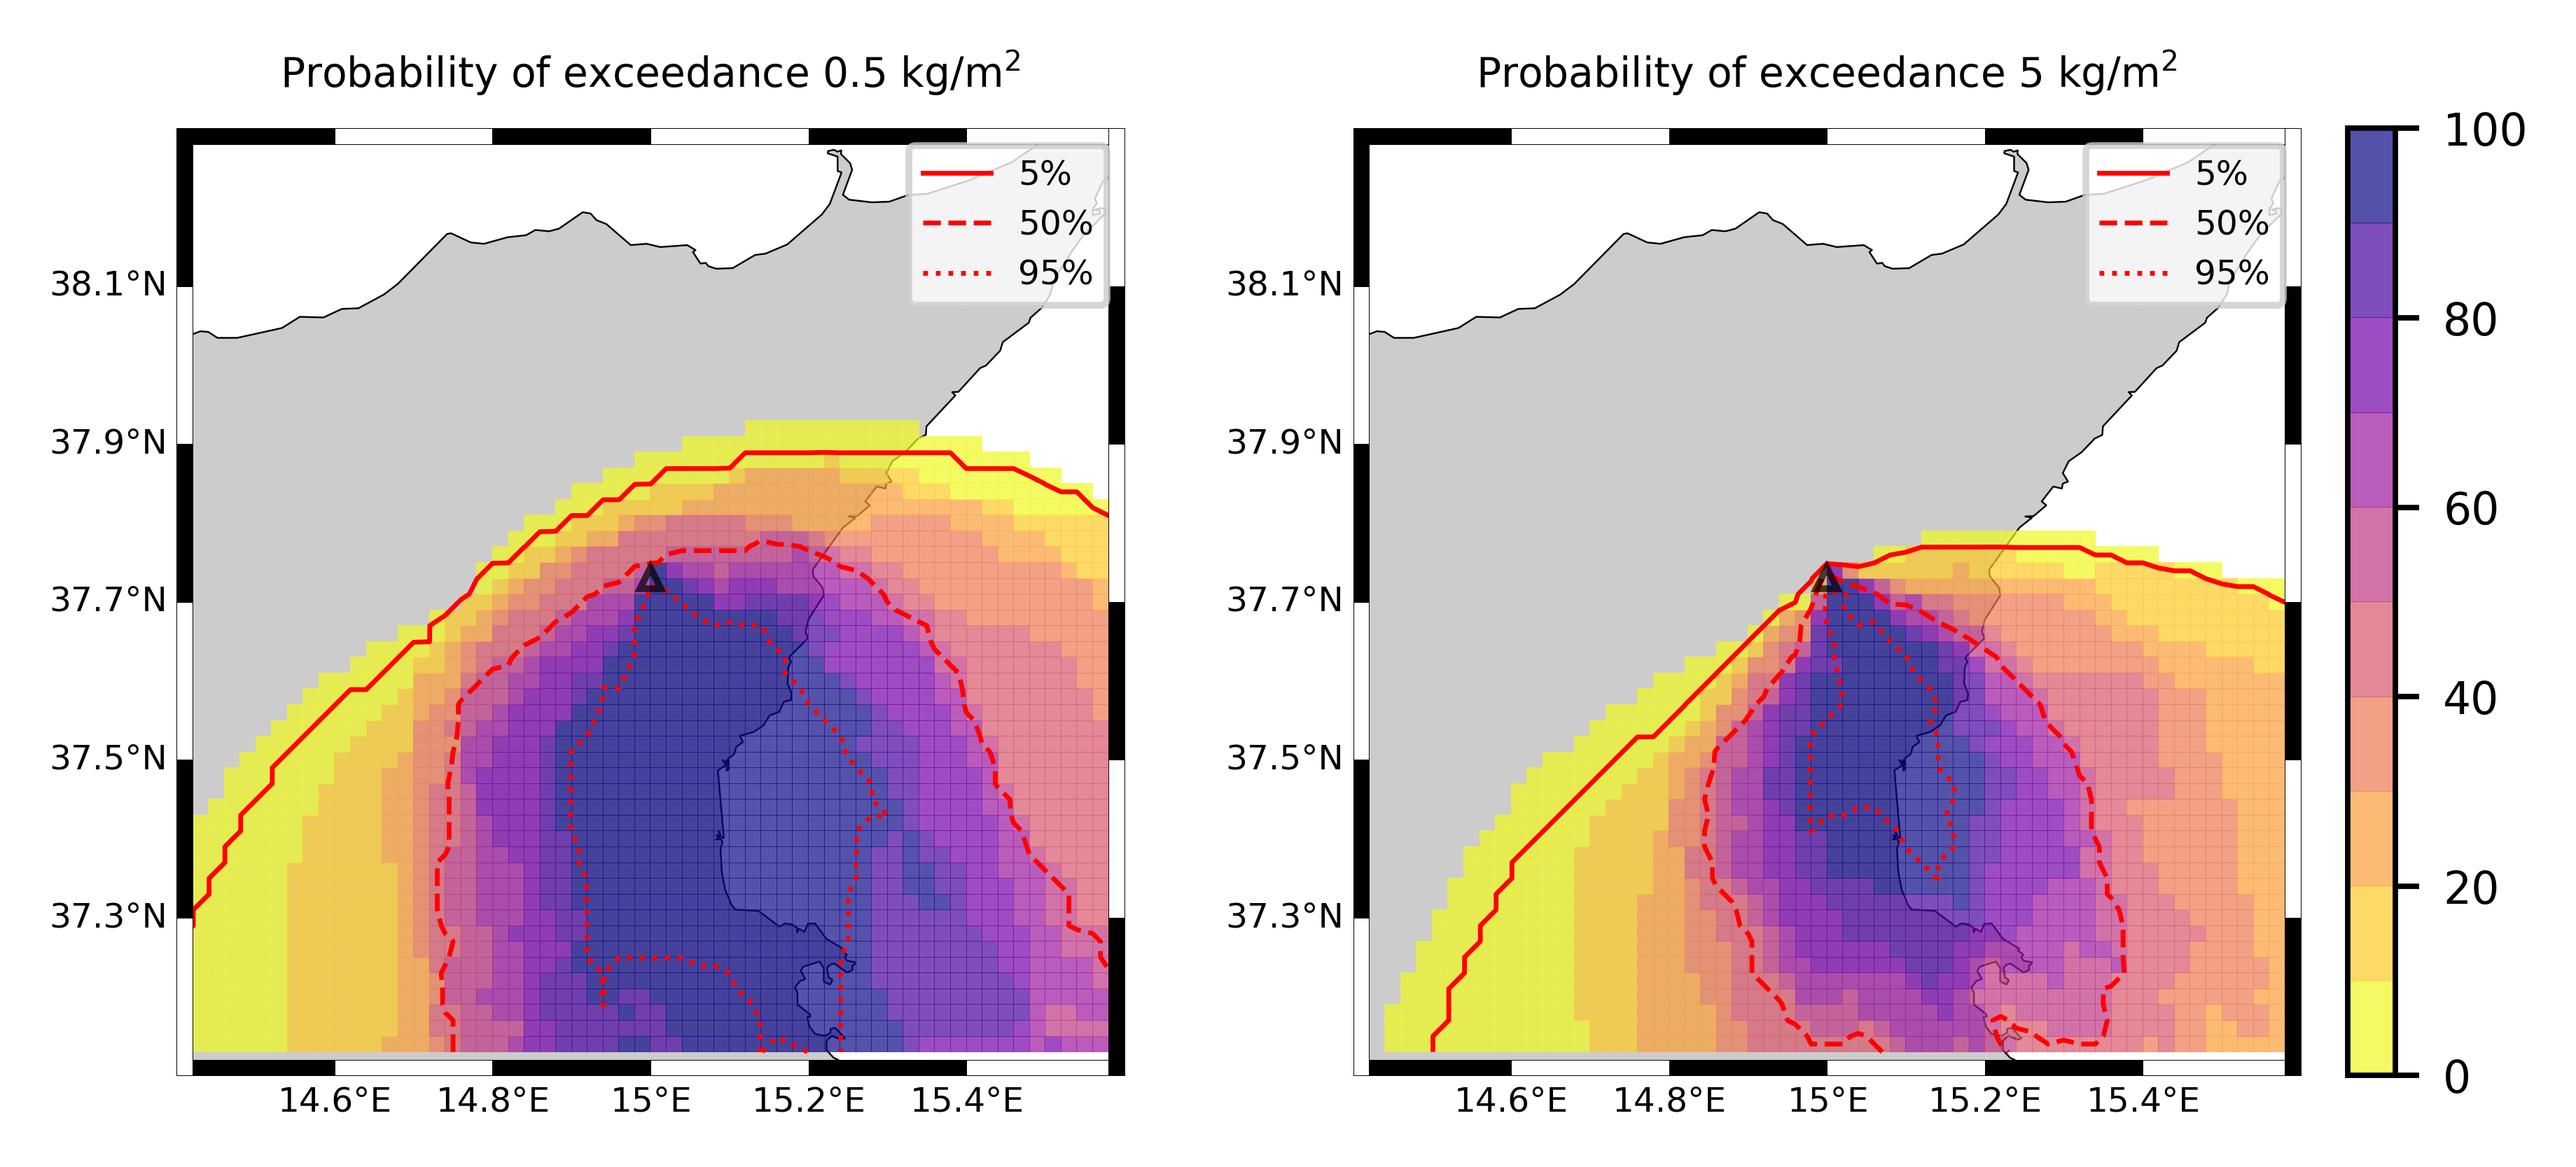 Probability of exceedance 0.5 kg/m²
5%
50%
95%
38.1°N
37.9°N
37.7°N
37.5°N
37.3°N
14.6°E
14.8°E
15°E
15.2°E
15.4°E
Probability of exceedance 5 kg/m²
5%
50%
95%
38.1°N
37.9°N
37.7°N
37.5°N
37.3°N
14.6°E
14.8°E
15°E
15.2°E
15.4°E
100
80
60
40
20
0